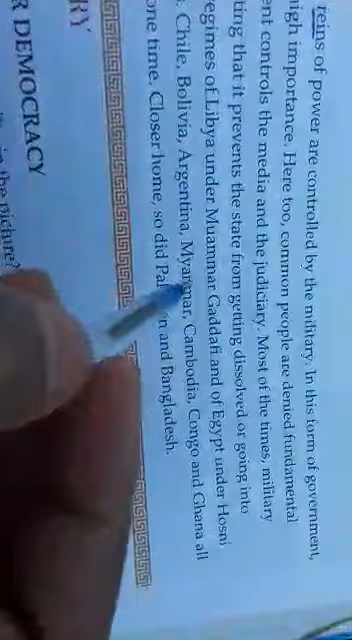 reins of power are controlled by the military. In this form of government,
high importance. Here too, common people are denied fundamental
ent controls the media and the judiciary. Most of the times, military
ting that it prevents the state from getting dissolved or going into
regimes of Libya under Muammar Gaddafi and of Egypt under Hosni
Chile, Bolivia, Argentina, Myanmar, Cambodia, Congo and Ghana all
one time. Closer home, so did and Bangladesh.
RY
R DEMOCRACY
in the picture?